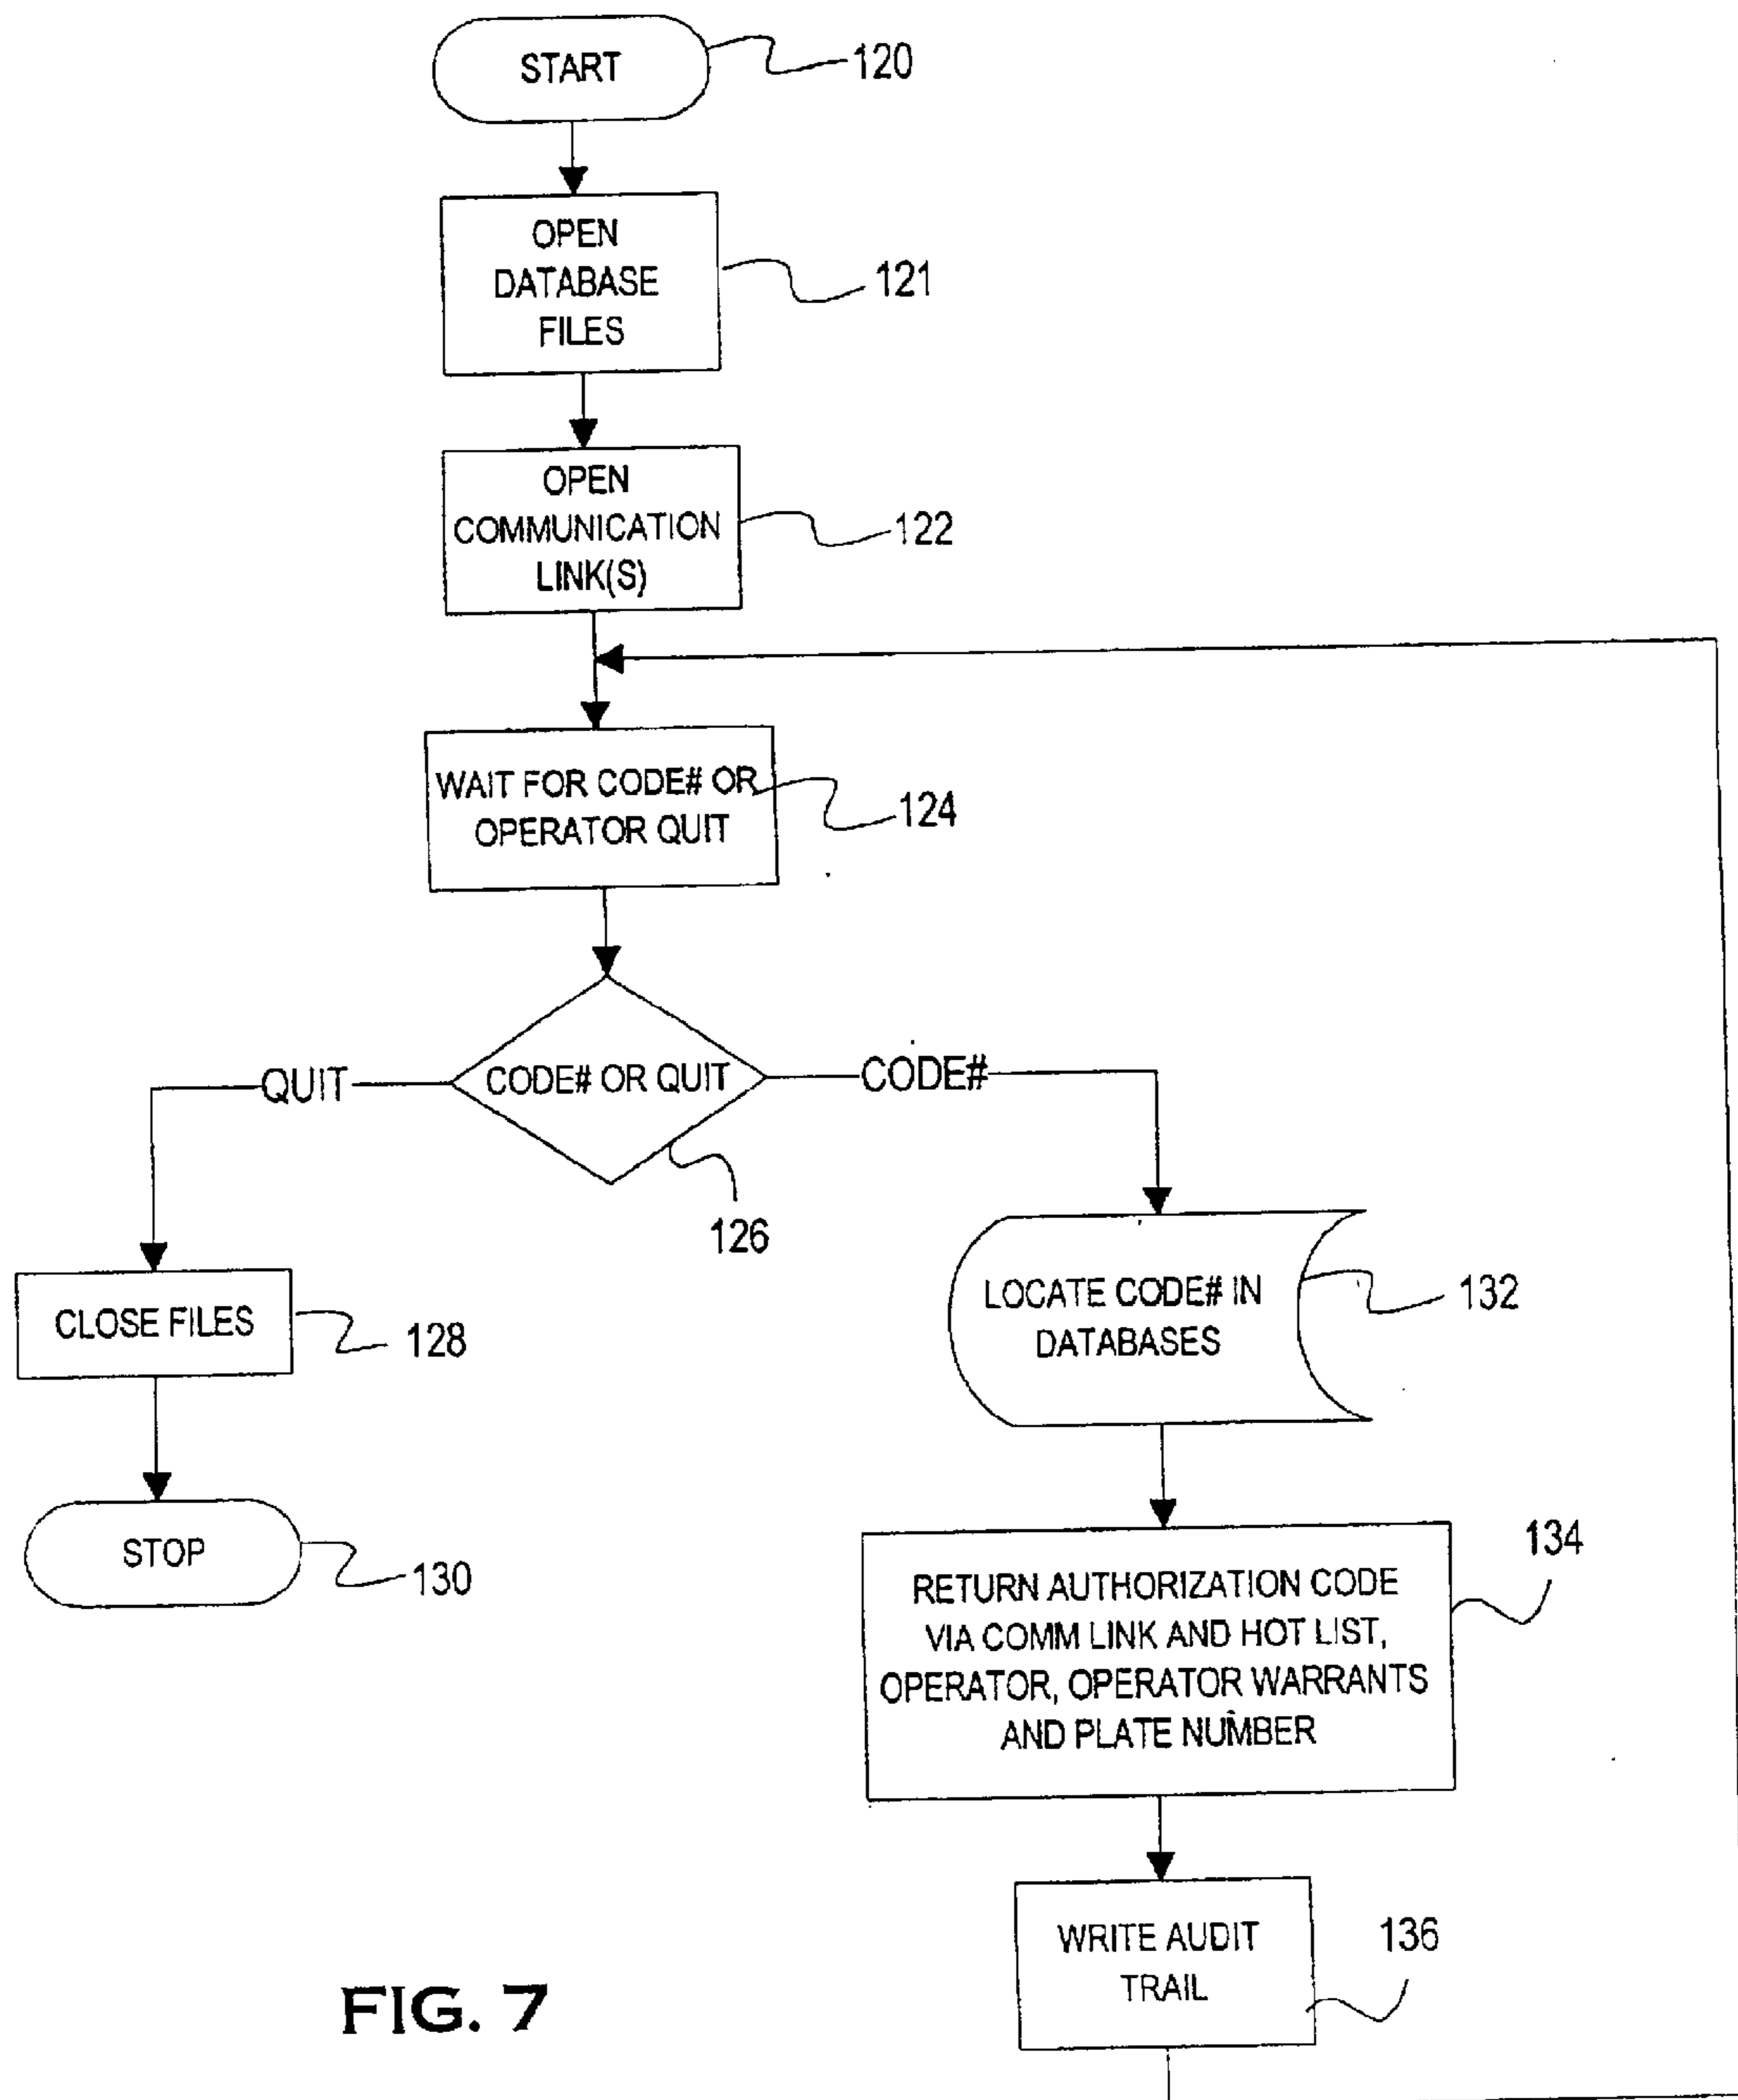 START
120
OPEN
DATABASE
FILES
121
OPEN
COMMUNICATION
LINK(S)
122
WAIT FOR CODE# OR
OPERATOR QUIT
124
QUIT
CODE# OR QUIT
CODE#
126
CLOSE FILES
128
LOCATE CODE# IN
DATABASES
132
STOP
130
134
RETURN AUTHORIZATION CODE
VIA COMM LINK AND HOT LIST,
OPERATOR, OPERATOR WARRANTS
AND PLATE NUMBER
WRITE AUDIT
TRAIL
136
FIG. 7